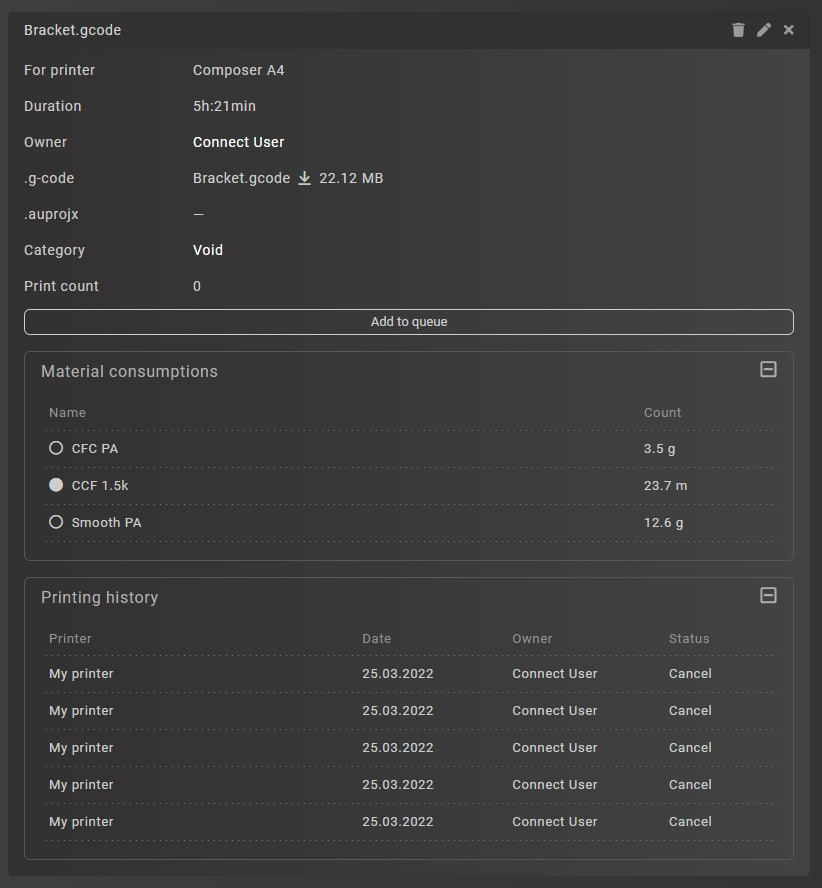 Bracket.gcode
For printer Composer A4
Duration 5h:21min
Owner Connect User
.g-code Bracket.gcode 22.12 MB
.auprojx —
Category Void
Print count 0
Add to queue
Material consumptions
Name Count
CFC PA 3.5 g
CCF 1.5k 23.7 m
Smooth PA 12.6 g
Printing history
Printer Date Owner Status
My printer 25.03.2022 Connect User Cancel
My printer 25.03.2022 Connect User Cancel
My printer 25.03.2022 Connect User Cancel
My printer 25.03.2022 Connect User Cancel
My printer 25.03.2022 Connect User Cancel